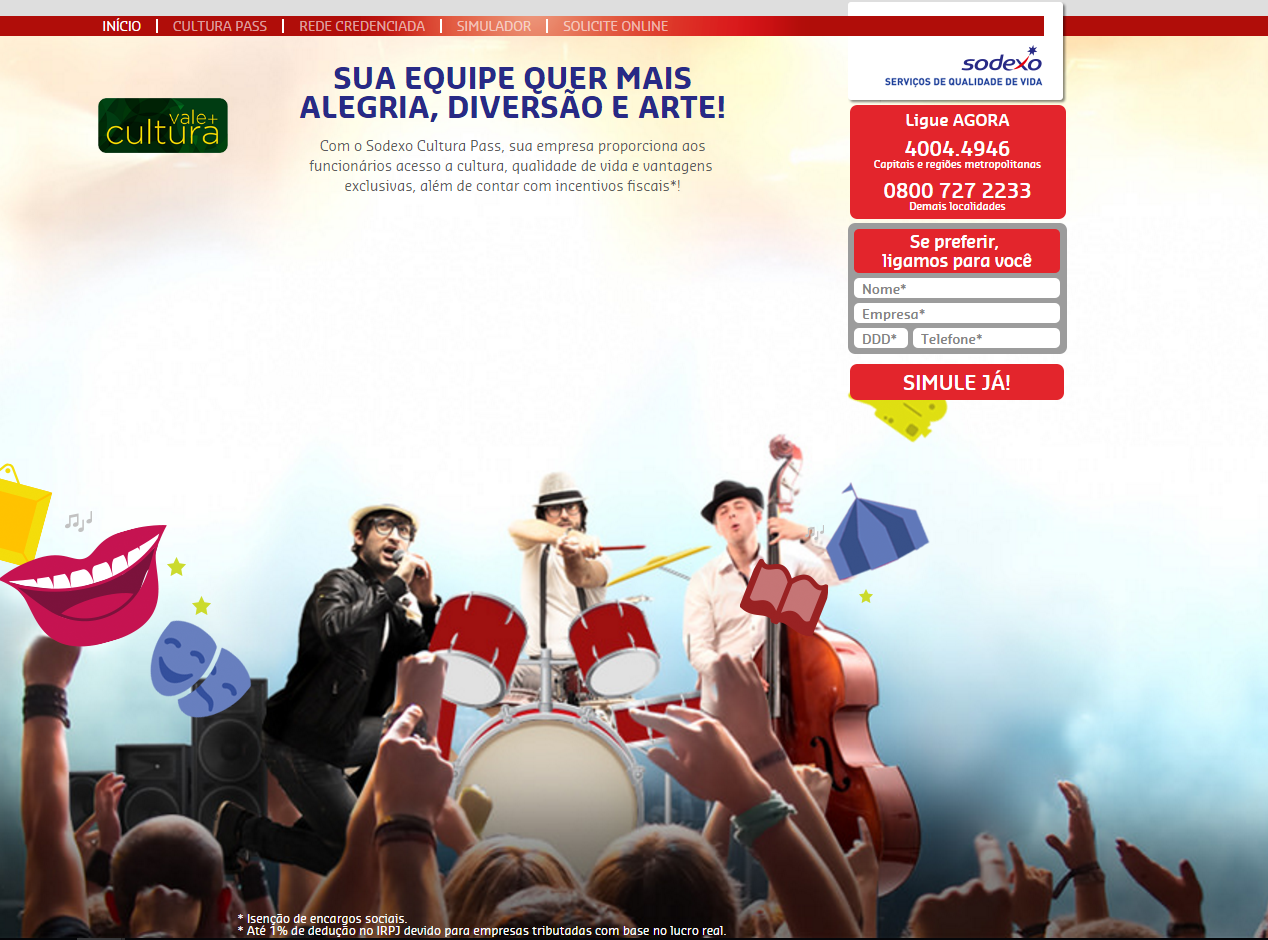 INÍCIO
CULTURA PASS
REDE CREDENCIADA
SIMULADOR
SOLICITE ONLINE
sodexo
SERVIÇOS DE QUALIDADE DE VIDA
vale+
cultura
SUA EQUIPE QUER MAIS
ALEGRIA, DIVERSÃO E ARTE!
Com o Sodexo Cultura Pass, sua empresa proporciona aos
funcionários acesso a cultura, qualidade de vida e vantagens
exclusivas, além de contar com incentivos fiscais*!
Ligue AGORA
4004.4946
Capitais e regiões metropolitanas
0800 727 2233
Demais localidades
Se preferir,
ligamos para você
Nome*
Empresa*
DDD* Telefone*
SIMULE JÁ!
* Isenção de encargos sociais.
* Até 1% de dedução no IRPJ devido para empresas tributadas com base no lucro real.